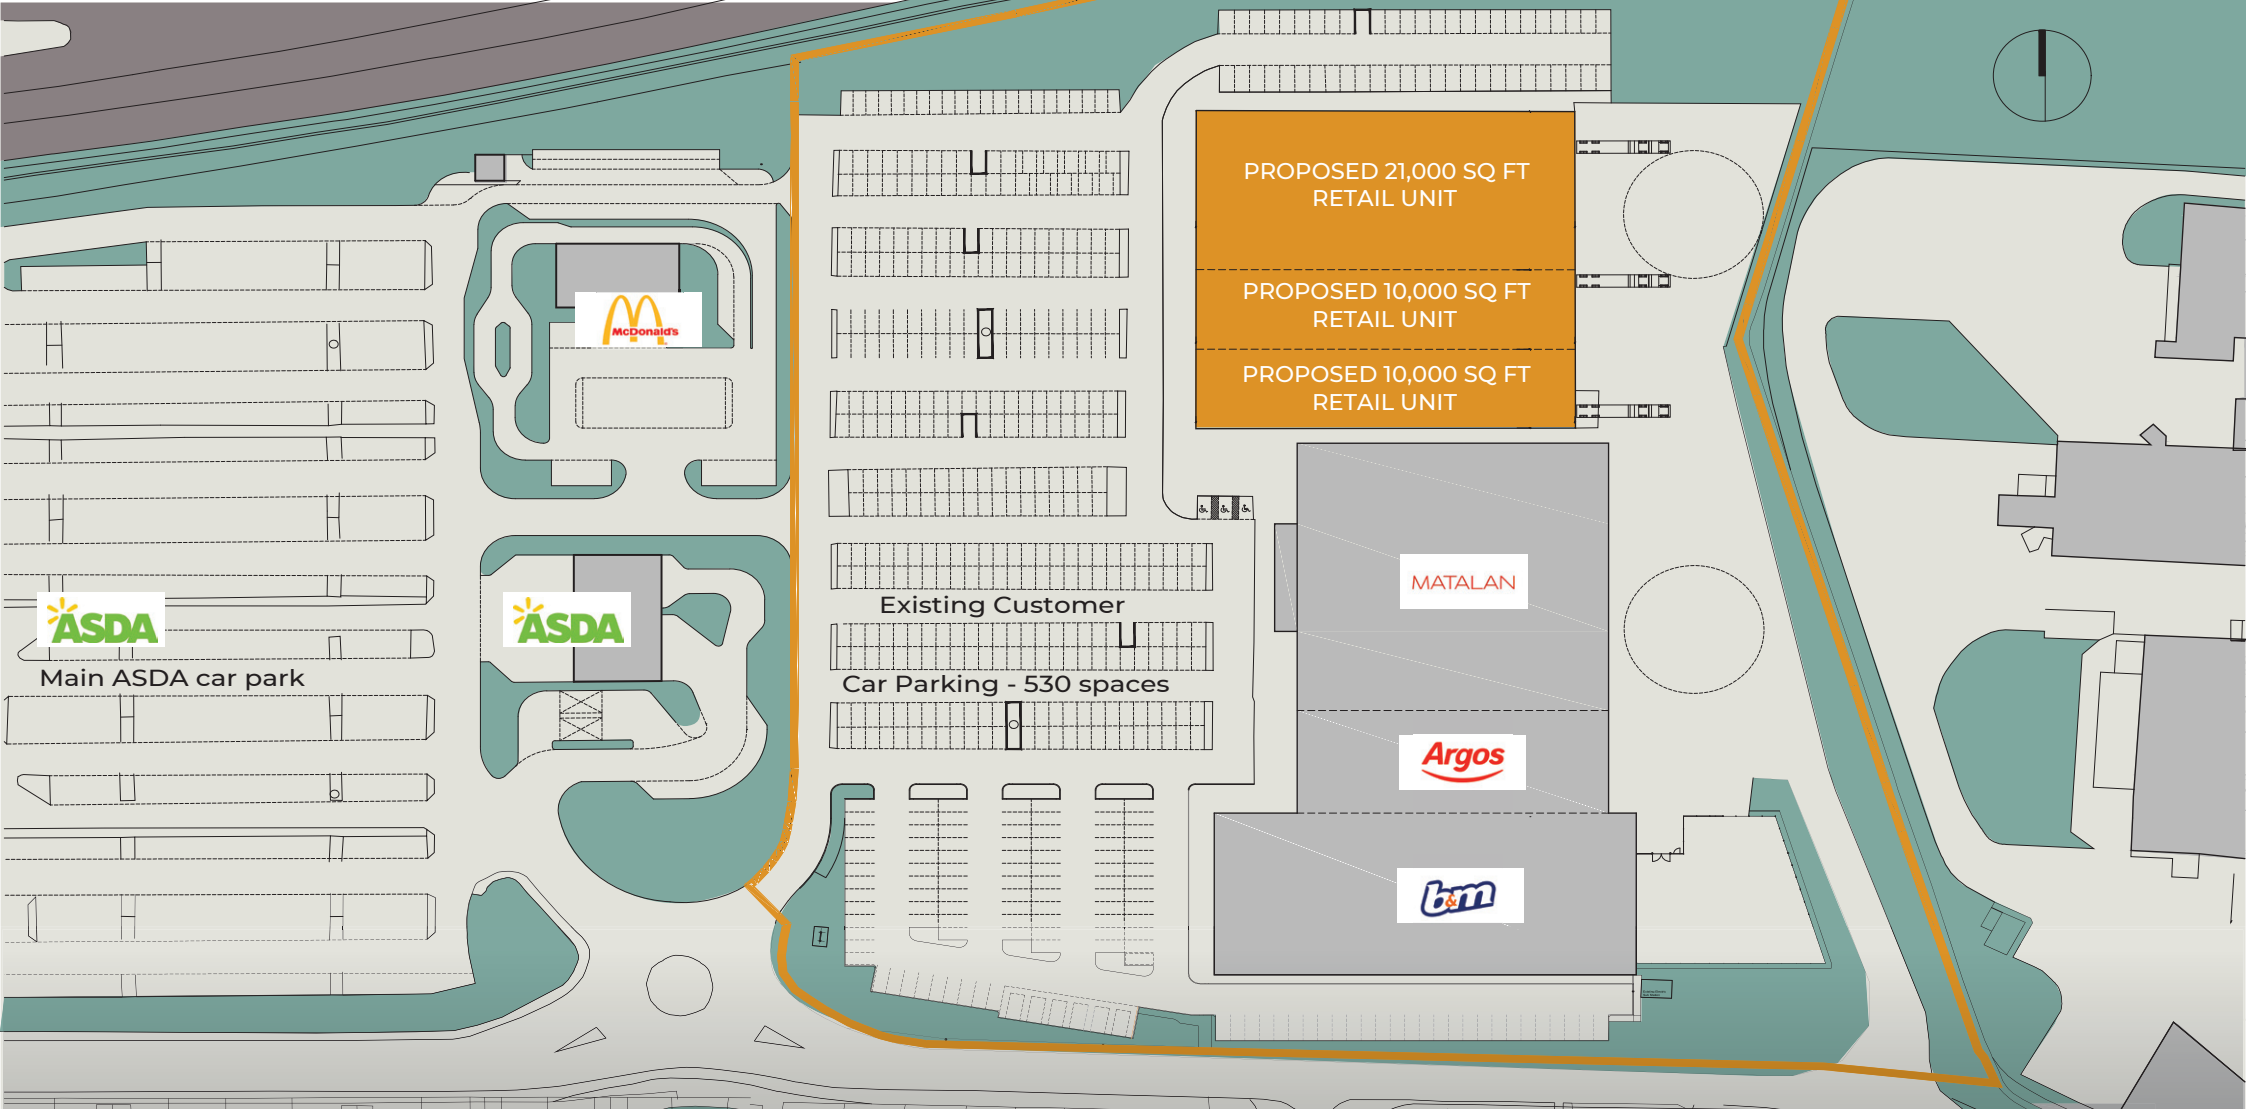 PROPOSED 21,000 SQ FT
RETAIL UNIT
PROPOSED 10,000 SQ FT
RETAIL UNIT
McDonald's
PROPOSED 10,000 SQ FT
RETAIL UNIT
MATALAN
ASDA
ASDA
Existing Customer
Main ASDA car park
Car Parking - 530 spaces
Argos
b&m